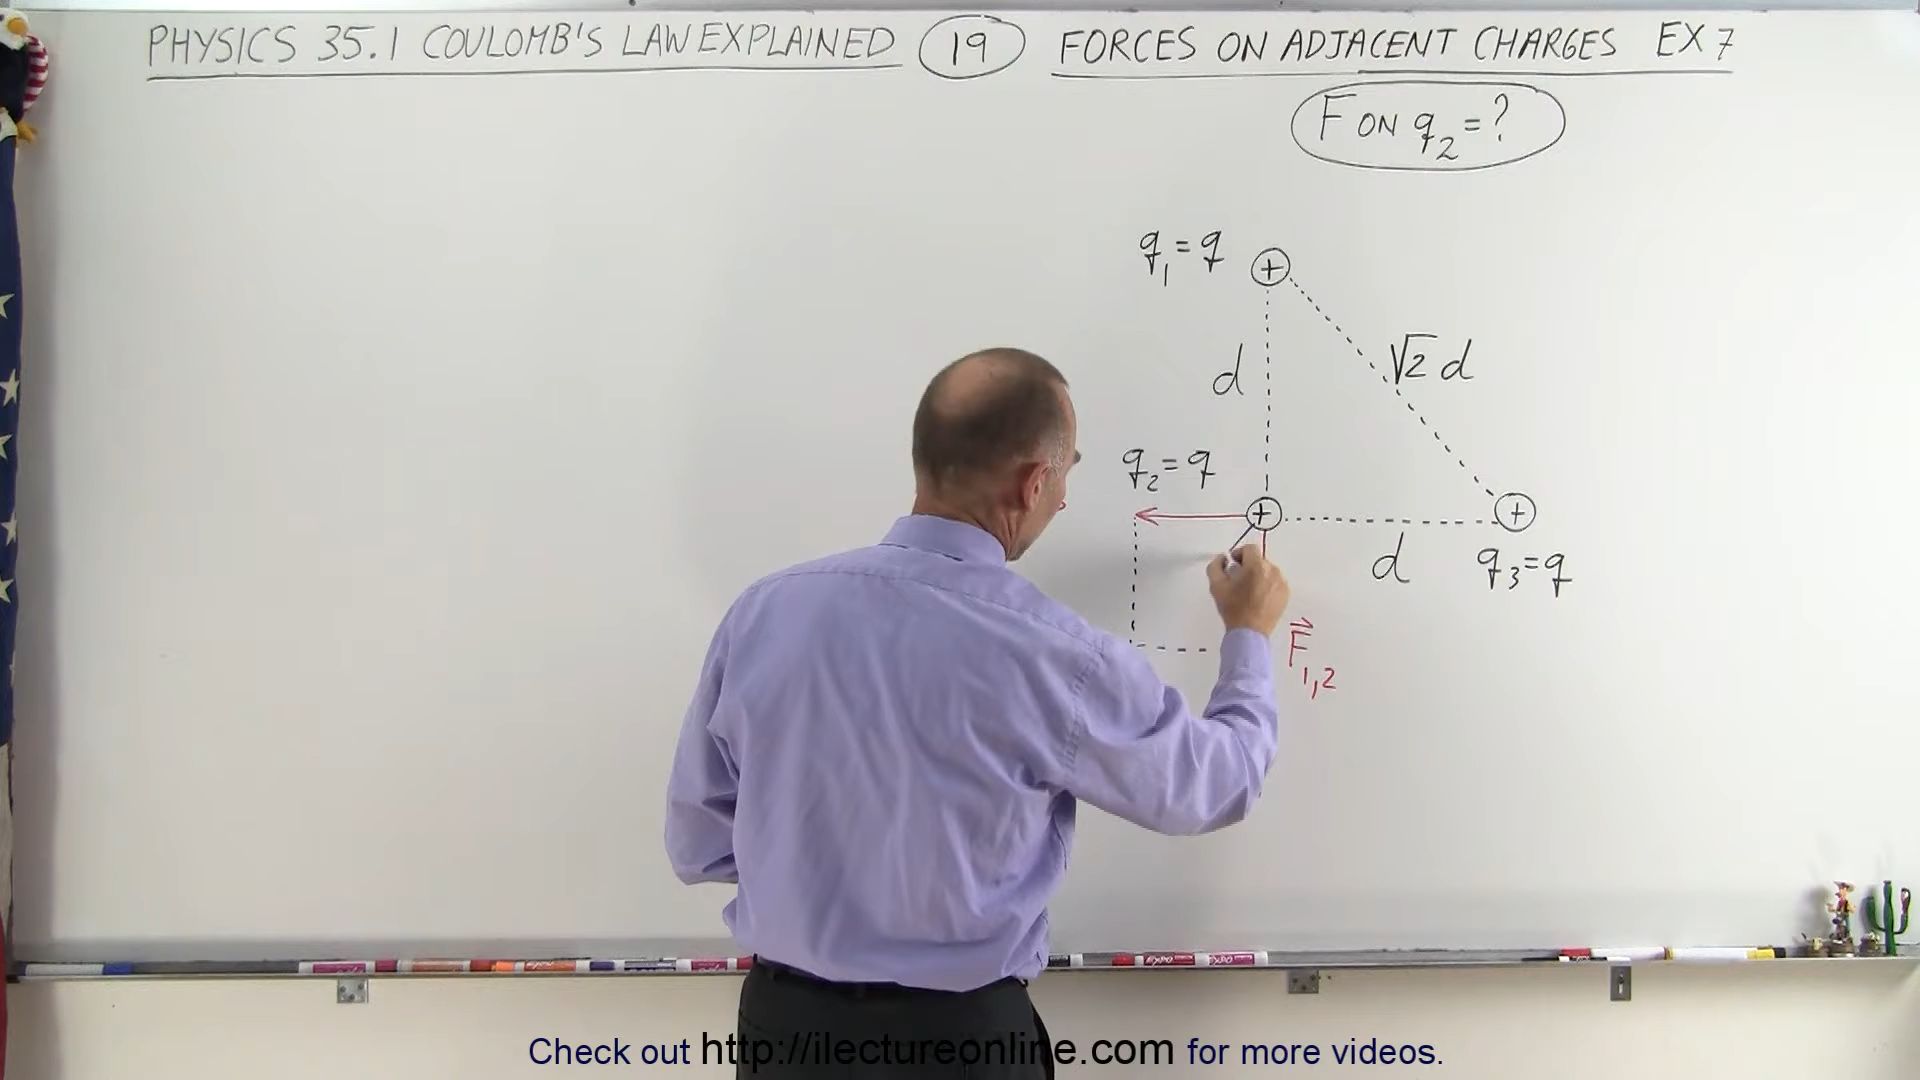 PHYSICS 35.1 COULOMB'S LAW EXPLAINED 19 FORCES ON ADJACENT CHARGES EX 7
F ON q₂ = ?
q₁ = q +
d √2 d
q₂ = q + +
d q₃ = q
F⃗₁,₂
Check out http://ilectureonline.com for more videos.